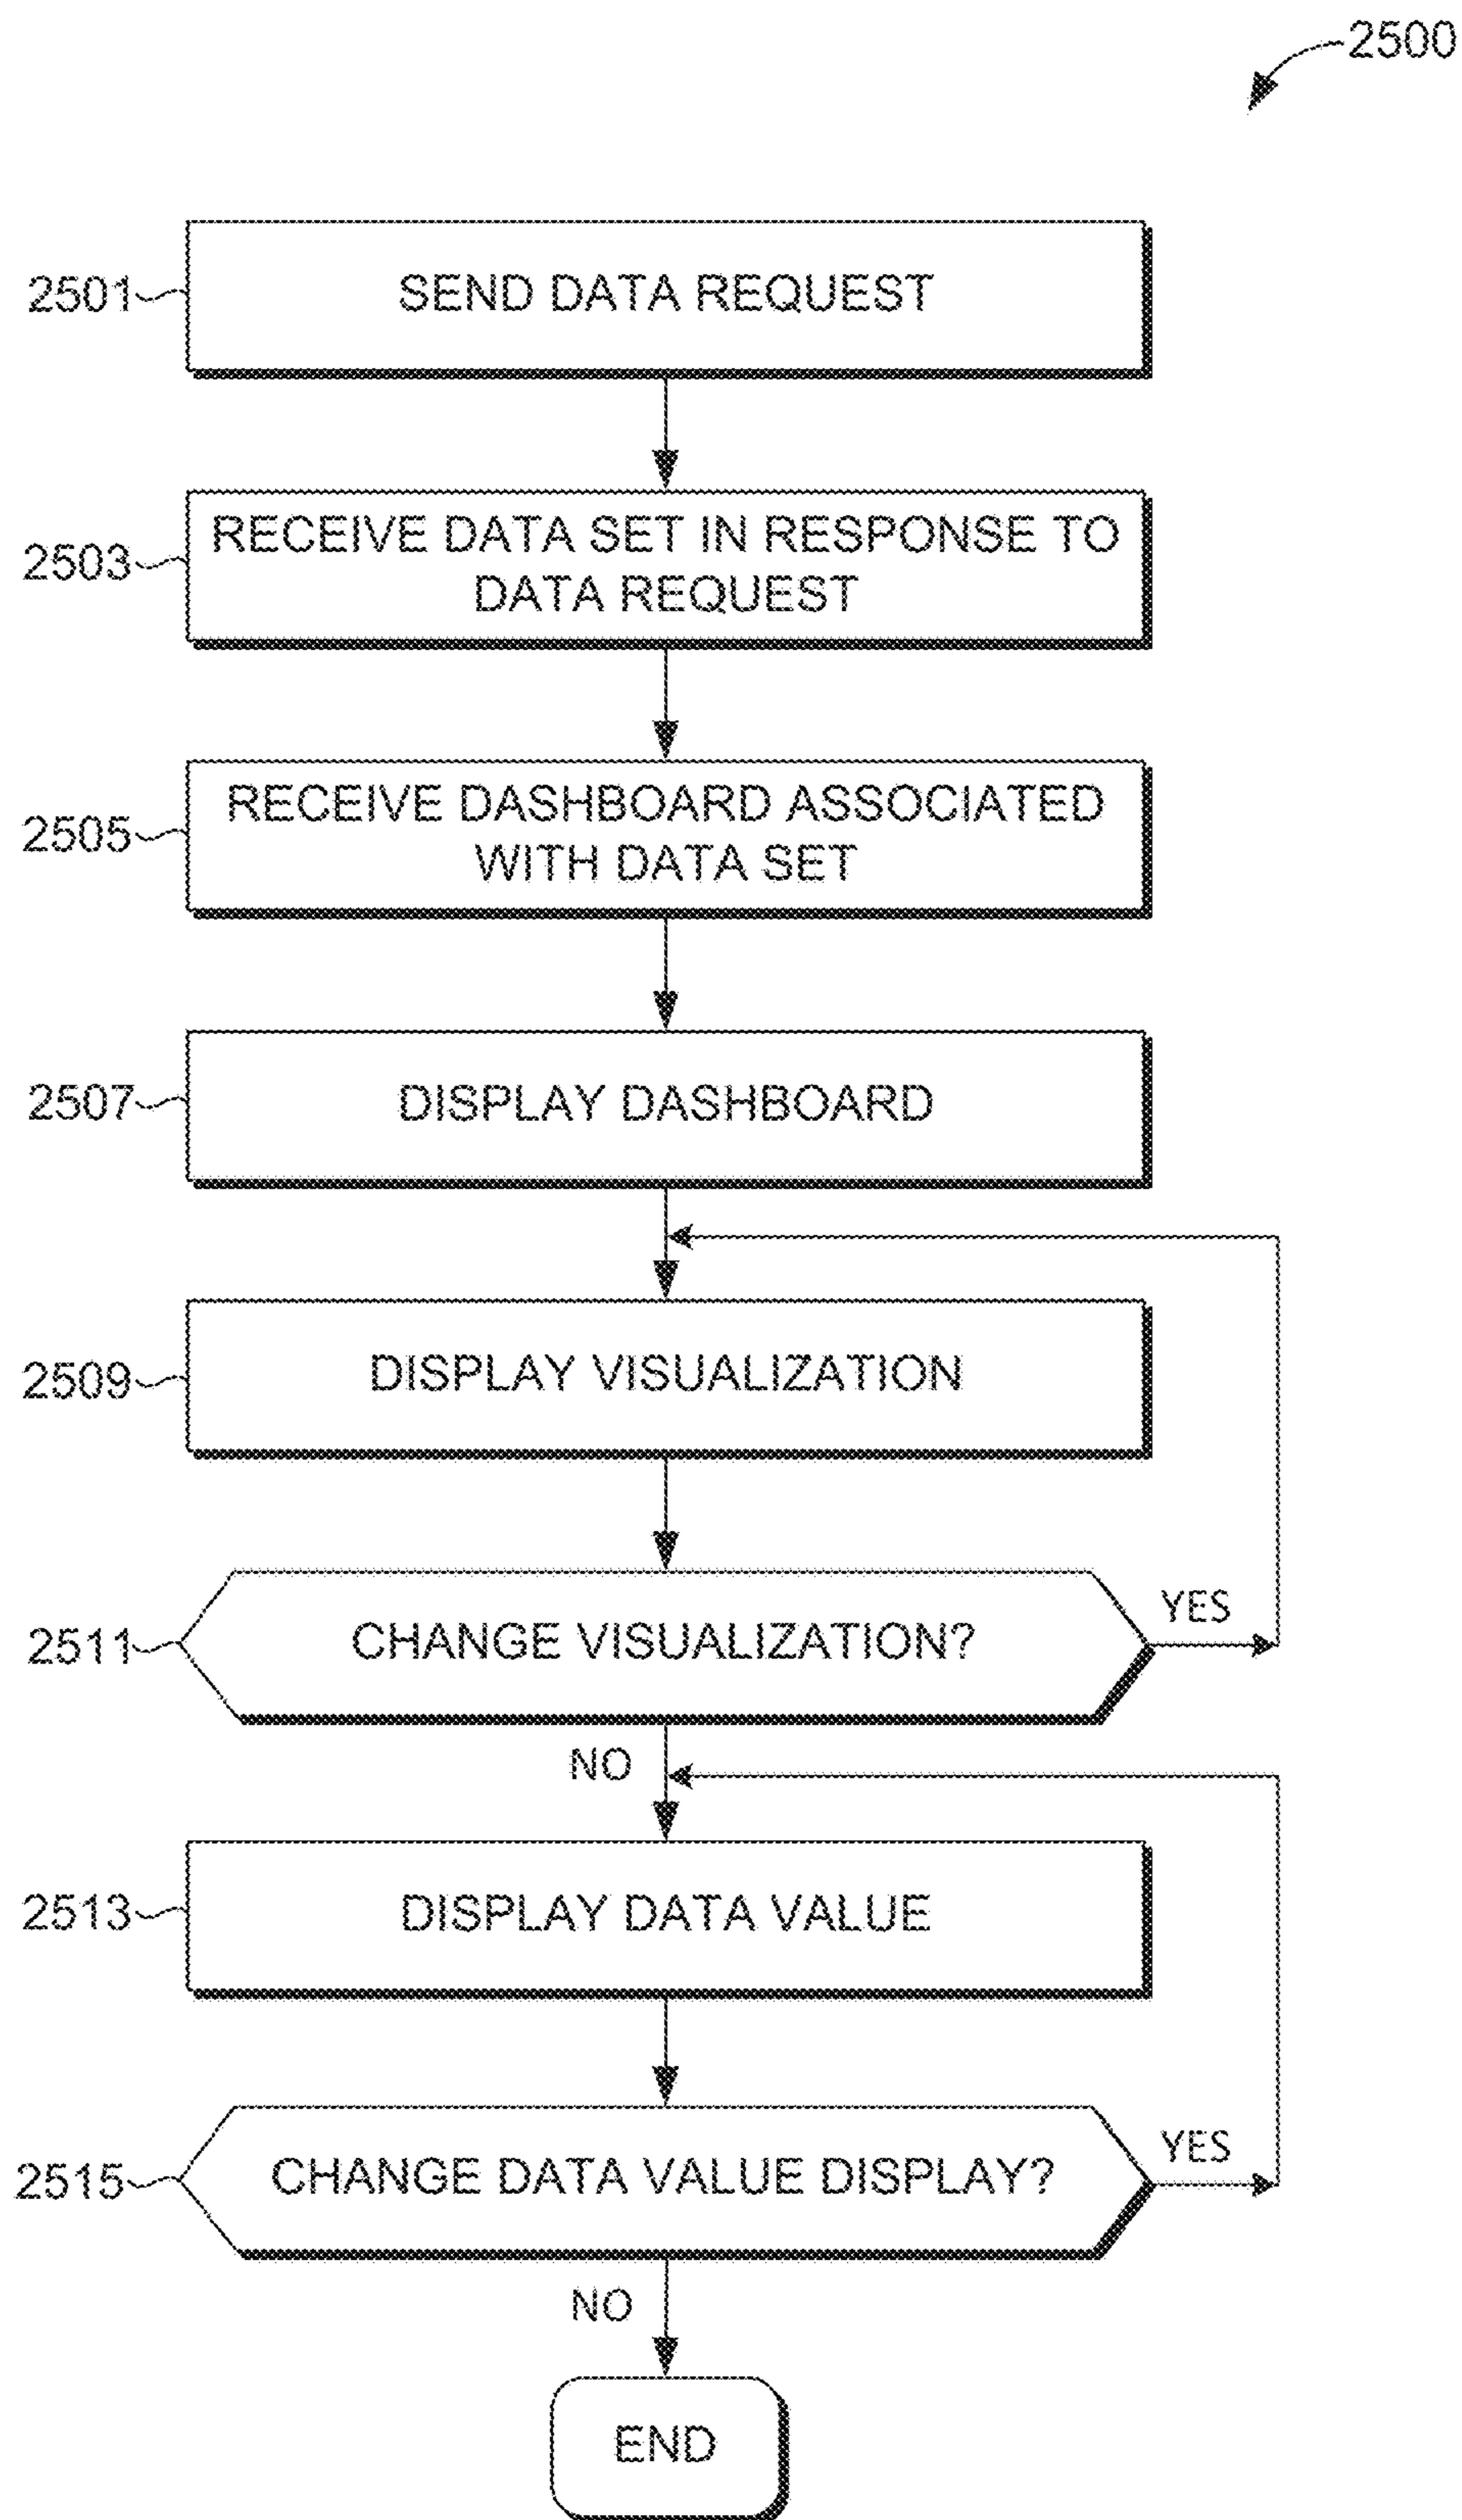 2500
2501
SEND DATA REQUEST
2503
RECEIVE DATA SET IN RESPONSE TO
DATA REQUEST
2505
RECEIVE DASHBOARD ASSOCIATED
WITH DATA SET
2507
DISPLAY DASHBOARD
2509
DISPLAY VISUALIZATION
2511
CHANGE VISUALIZATION?
YES
NO
2513
DISPLAY DATA VALUE
2515
CHANGE DATA VALUE DISPLAY?
YES
NO
END